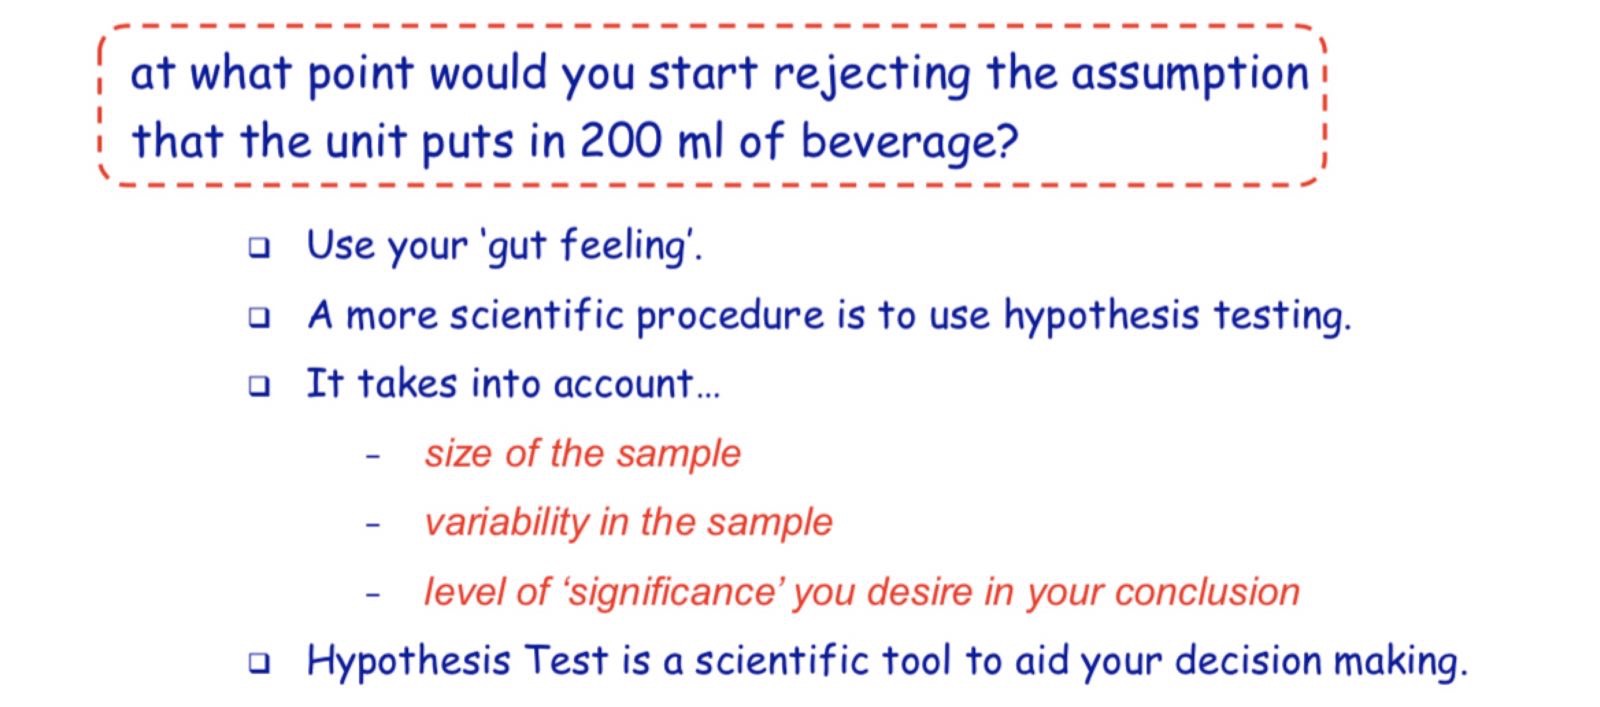 at what point would you start rejecting the assumption
that the unit puts in 200 ml of beverage?
❑ Use your ‘gut feeling’.
❑ A more scientific procedure is to use hypothesis testing.
❑ It takes into account…
– size of the sample
– variability in the sample
– level of ‘significance’ you desire in your conclusion
❑ Hypothesis Test is a scientific tool to aid your decision making.